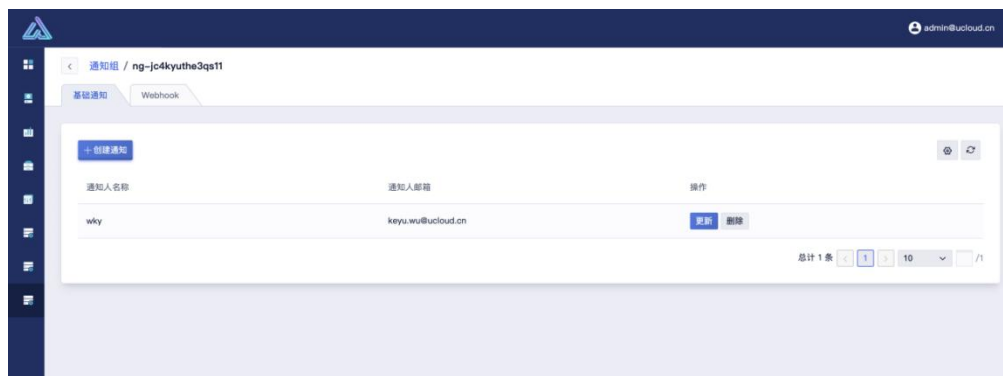 admin@ucloud.cn
< 通知组 / ng-jc4kyuthe3qs11
基础通知 Webhook
+创建通知
通知人名称 通知人邮箱 操作
wky keyu.wu@ucloud.cn 更新 删除
总计 1 条 < 1 > 10 /1